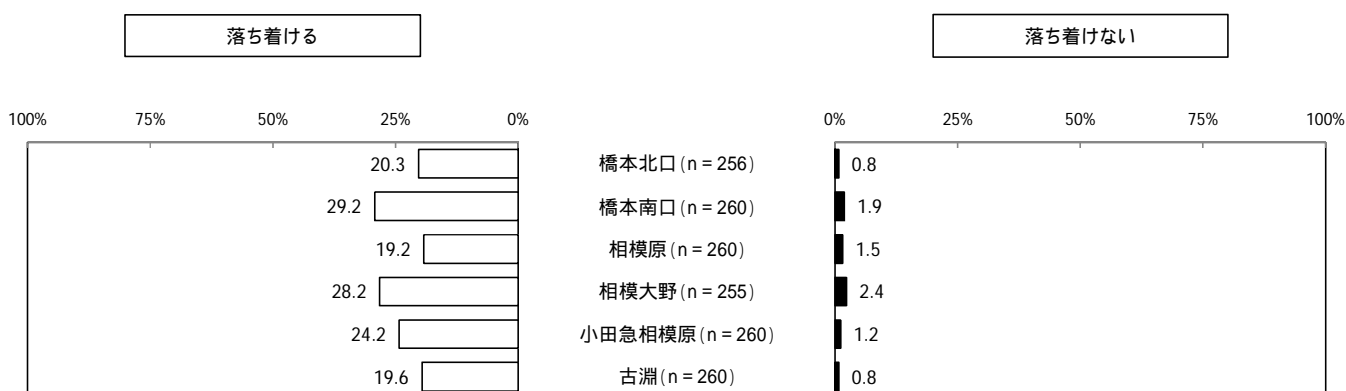 落ち着ける 落ち着けない
100% 75% 50% 25% 0% 0% 25% 50% 75% 100%
20.3 橋本北口(n=256) 0.8
29.2 橋本南口(n=260) 1.9
19.2 相模原(n=260) 1.5
28.2 相模大野(n=255) 2.4
24.2 小田急相模原(n=260) 1.2
19.6 古淵(n=260) 0.8